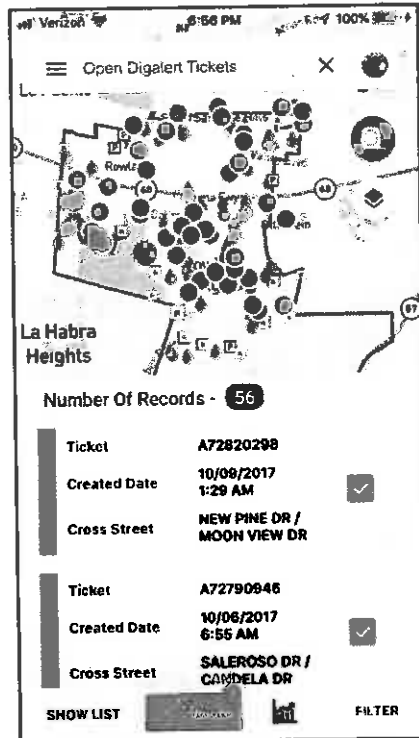 Verizon 6:56 PM 100%
Open Digalert Tickets
60
57
La Habra
Heights
Number Of Records - 56
Ticket A72820298
Created Date 10/09/2017
1:29 AM
Cross Street NEW PINE DR /
MOON VIEW DR
Ticket A72790946
Created Date 10/06/2017
6:55 AM
Cross Street SALEROSO DR /
CANDELA DR
SHOW LIST FILTER